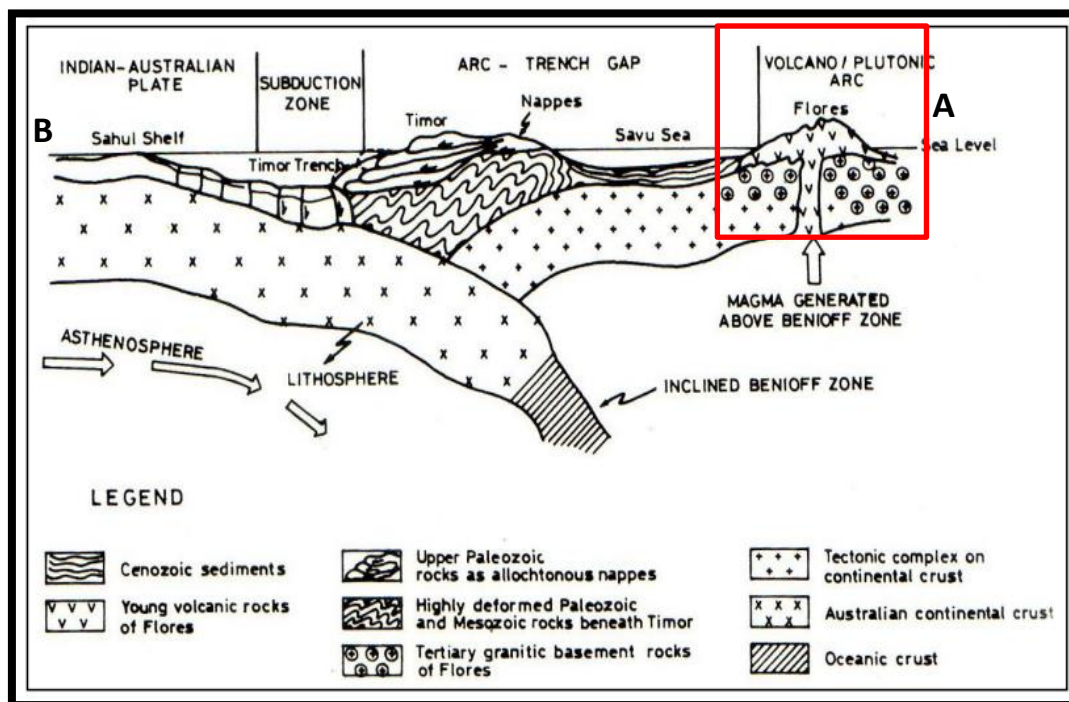 INDIAN-AUSTRALIAN
PLATE
SUBDUCTION
ZONE
ARC - TRENCH GAP
VOLCANO / PLUTONIC
ARC
Nappes
Flores
A
B
Sahul Shelf
Timor
Savu Sea
Sea Level
Timor Trench
MAGMA GENERATED
ABOVE BENIOFF ZONE
ASTHENOSPHERE
LITHOSPHERE
INCLINED BENIOFF ZONE
LEGEND
Cenozoic sediments
Young volcanic rocks
of Flores
Upper Paleozoic
rocks as allochtonous nappes
Highly deformed Paleozoic
and Mesozoic rocks beneath Timor
Tertiary granitic basement rocks
of Flores
Tectonic complex on
continental crust
Australian continental crust
Oceanic crust